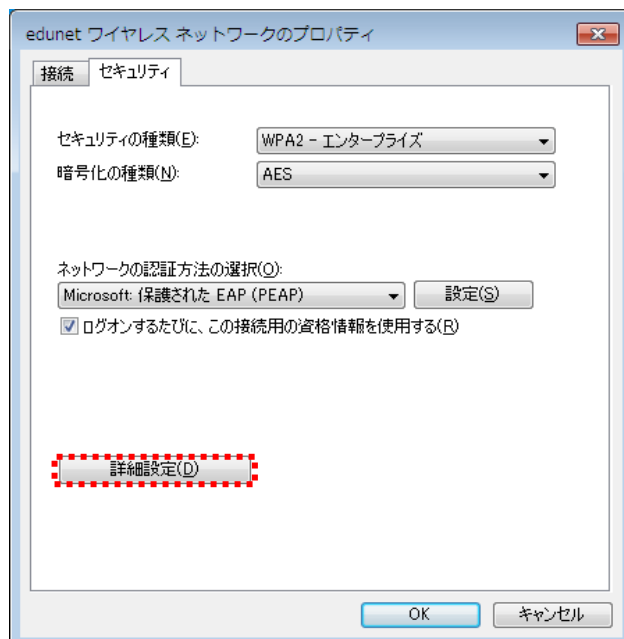 edunet ワイヤレス ネットワークのプロパティ
接続 セキュリティ
セキュリティの種類(E): WPA2 - エンタープライズ
暗号化の種類(N): AES
ネットワークの認証方法の選択(O):
Microsoft: 保護された EAP (PEAP) 設定(S)
ログオンするたびに、この接続用の資格情報を使用する(R)
詳細設定(D)
OK キャンセル